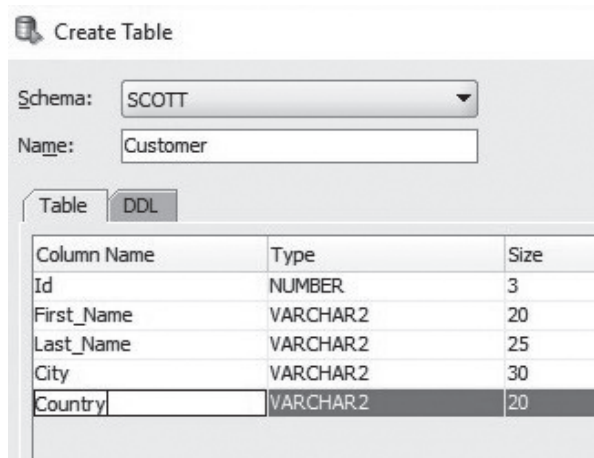 Create Table
Schema: SCOTT
Name: Customer
Table DDL
Column Name Type Size
Id NUMBER 3
First_Name VARCHAR2 20
Last_Name VARCHAR2 25
City VARCHAR2 30
Country VARCHAR2 20